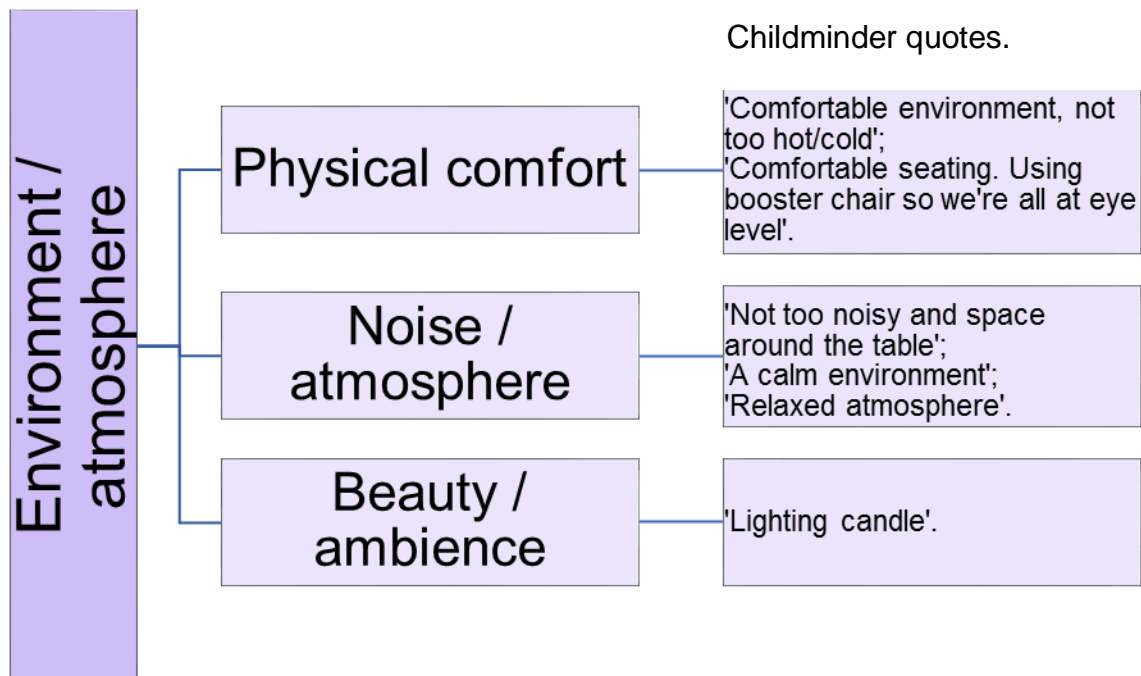 Childminder quotes.
Environment /
atmosphere
Physical comfort
'Comfortable environment, not
too hot/cold';
'Comfortable seating. Using
booster chair so we're all at eye
level'.
Noise /
atmosphere
'Not too noisy and space
around the table';
'A calm environment';
'Relaxed atmosphere'.
Beauty /
ambience
'Lighting candle'.